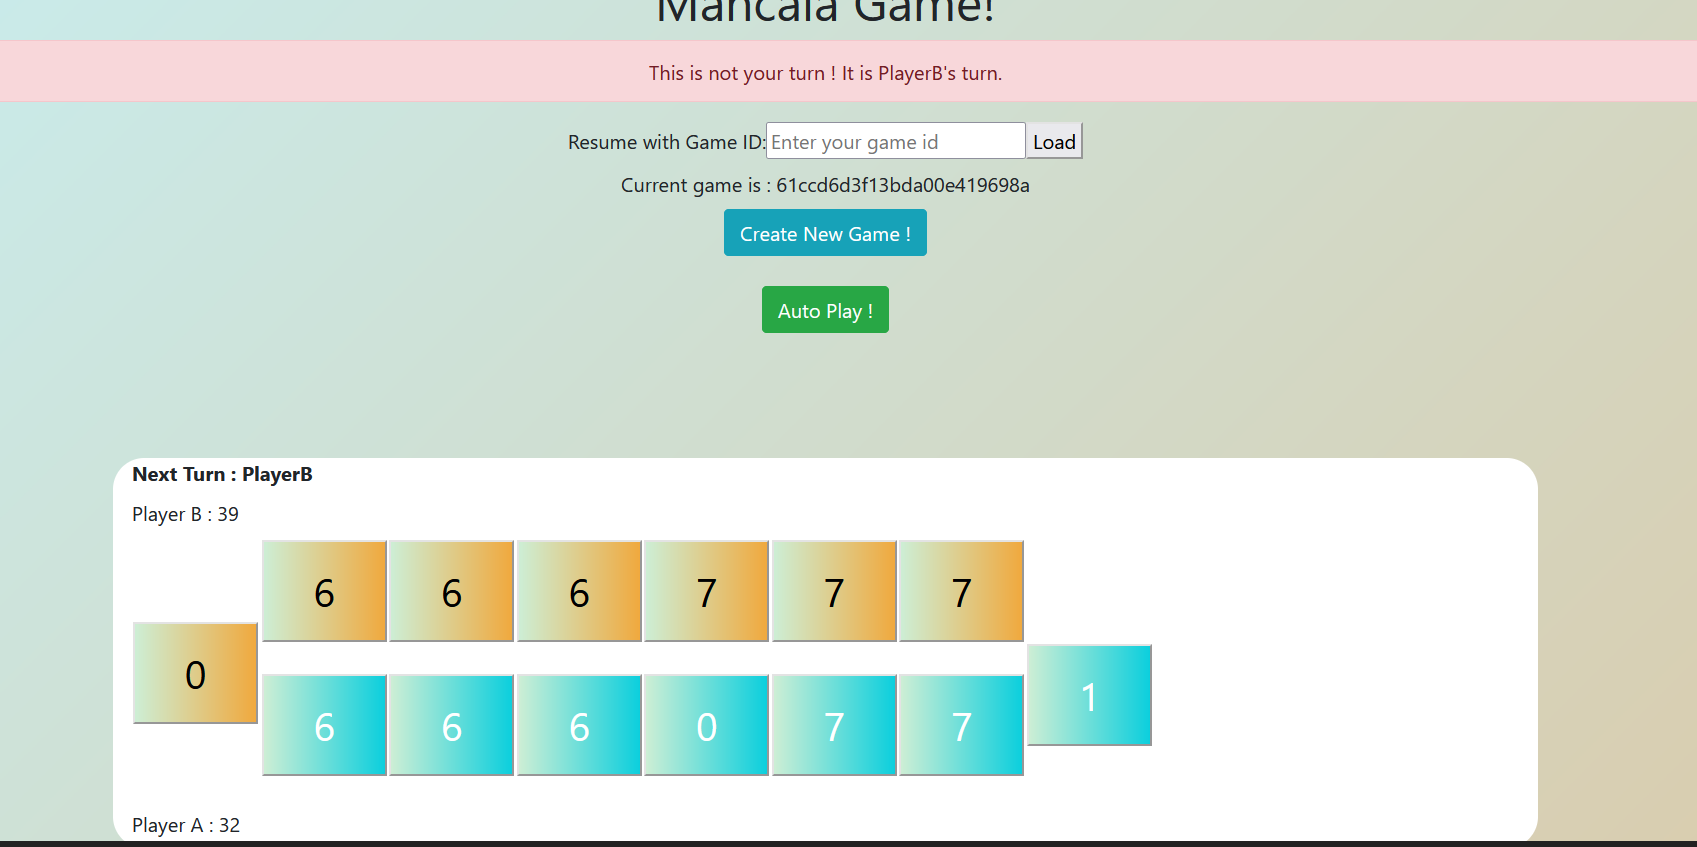 Mancala Game!
This is not your turn ! It is PlayerB's turn.
Resume with Game ID: Enter your game id Load
Current game is : 61ccd6d3f13bda00e419698a
Create New Game !
Auto Play !
Next Turn : PlayerB
Player B : 39
6 6 6 7 7 7
0
1
6 6 6 0 7 7
Player A : 32